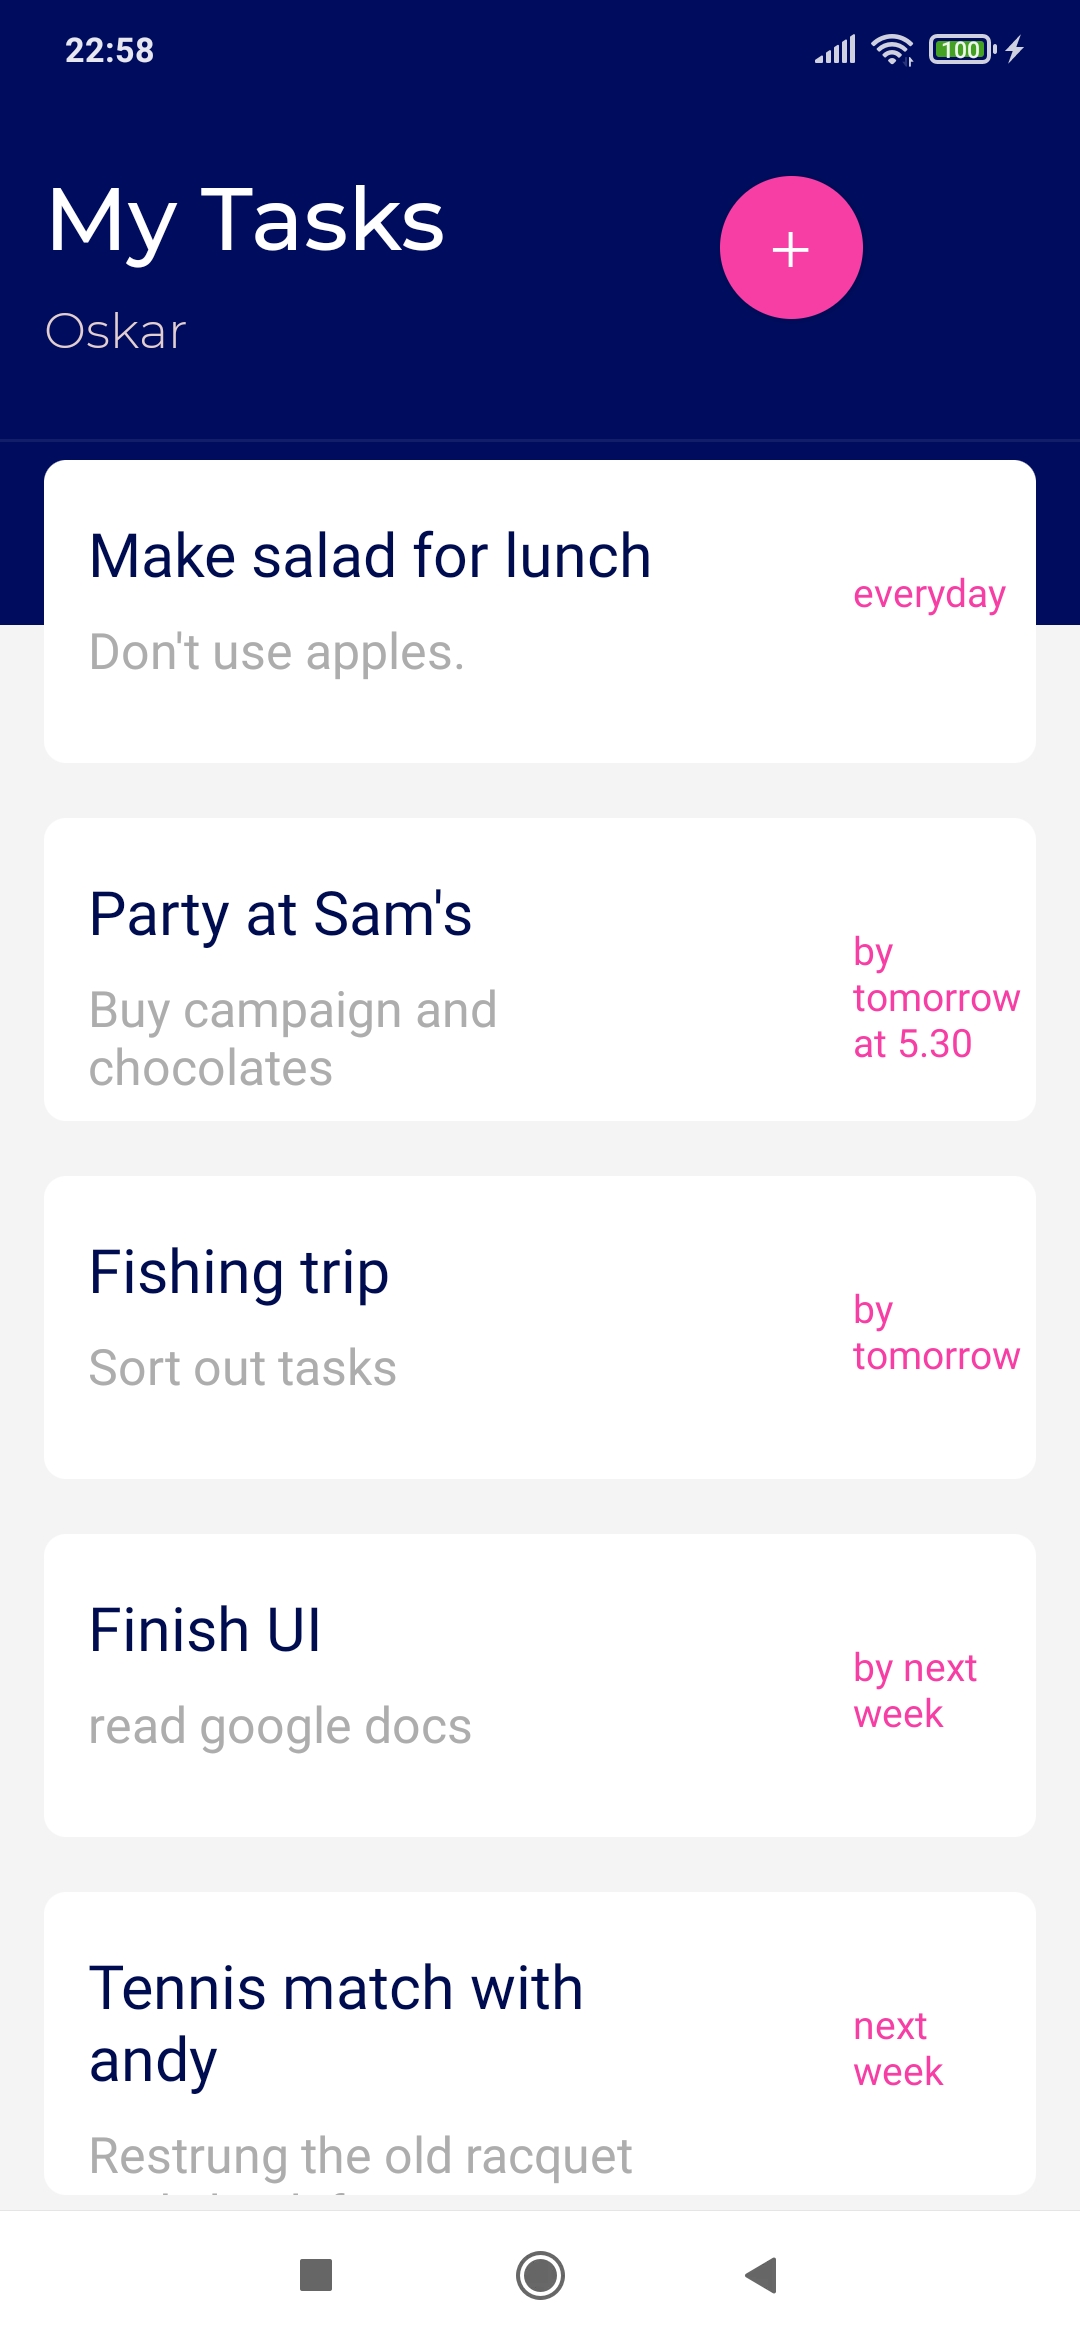 22:58
100
My Tasks
+
Oskar
Make salad for lunch
everyday
Don't use apples.
Party at Sam's
by
tomorrow
at 5.30
Buy campaign and
chocolates
Fishing trip
by
tomorrow
Sort out tasks
Finish UI
by next
week
read google docs
Tennis match with
andy
next
week
Restrung the old racquet